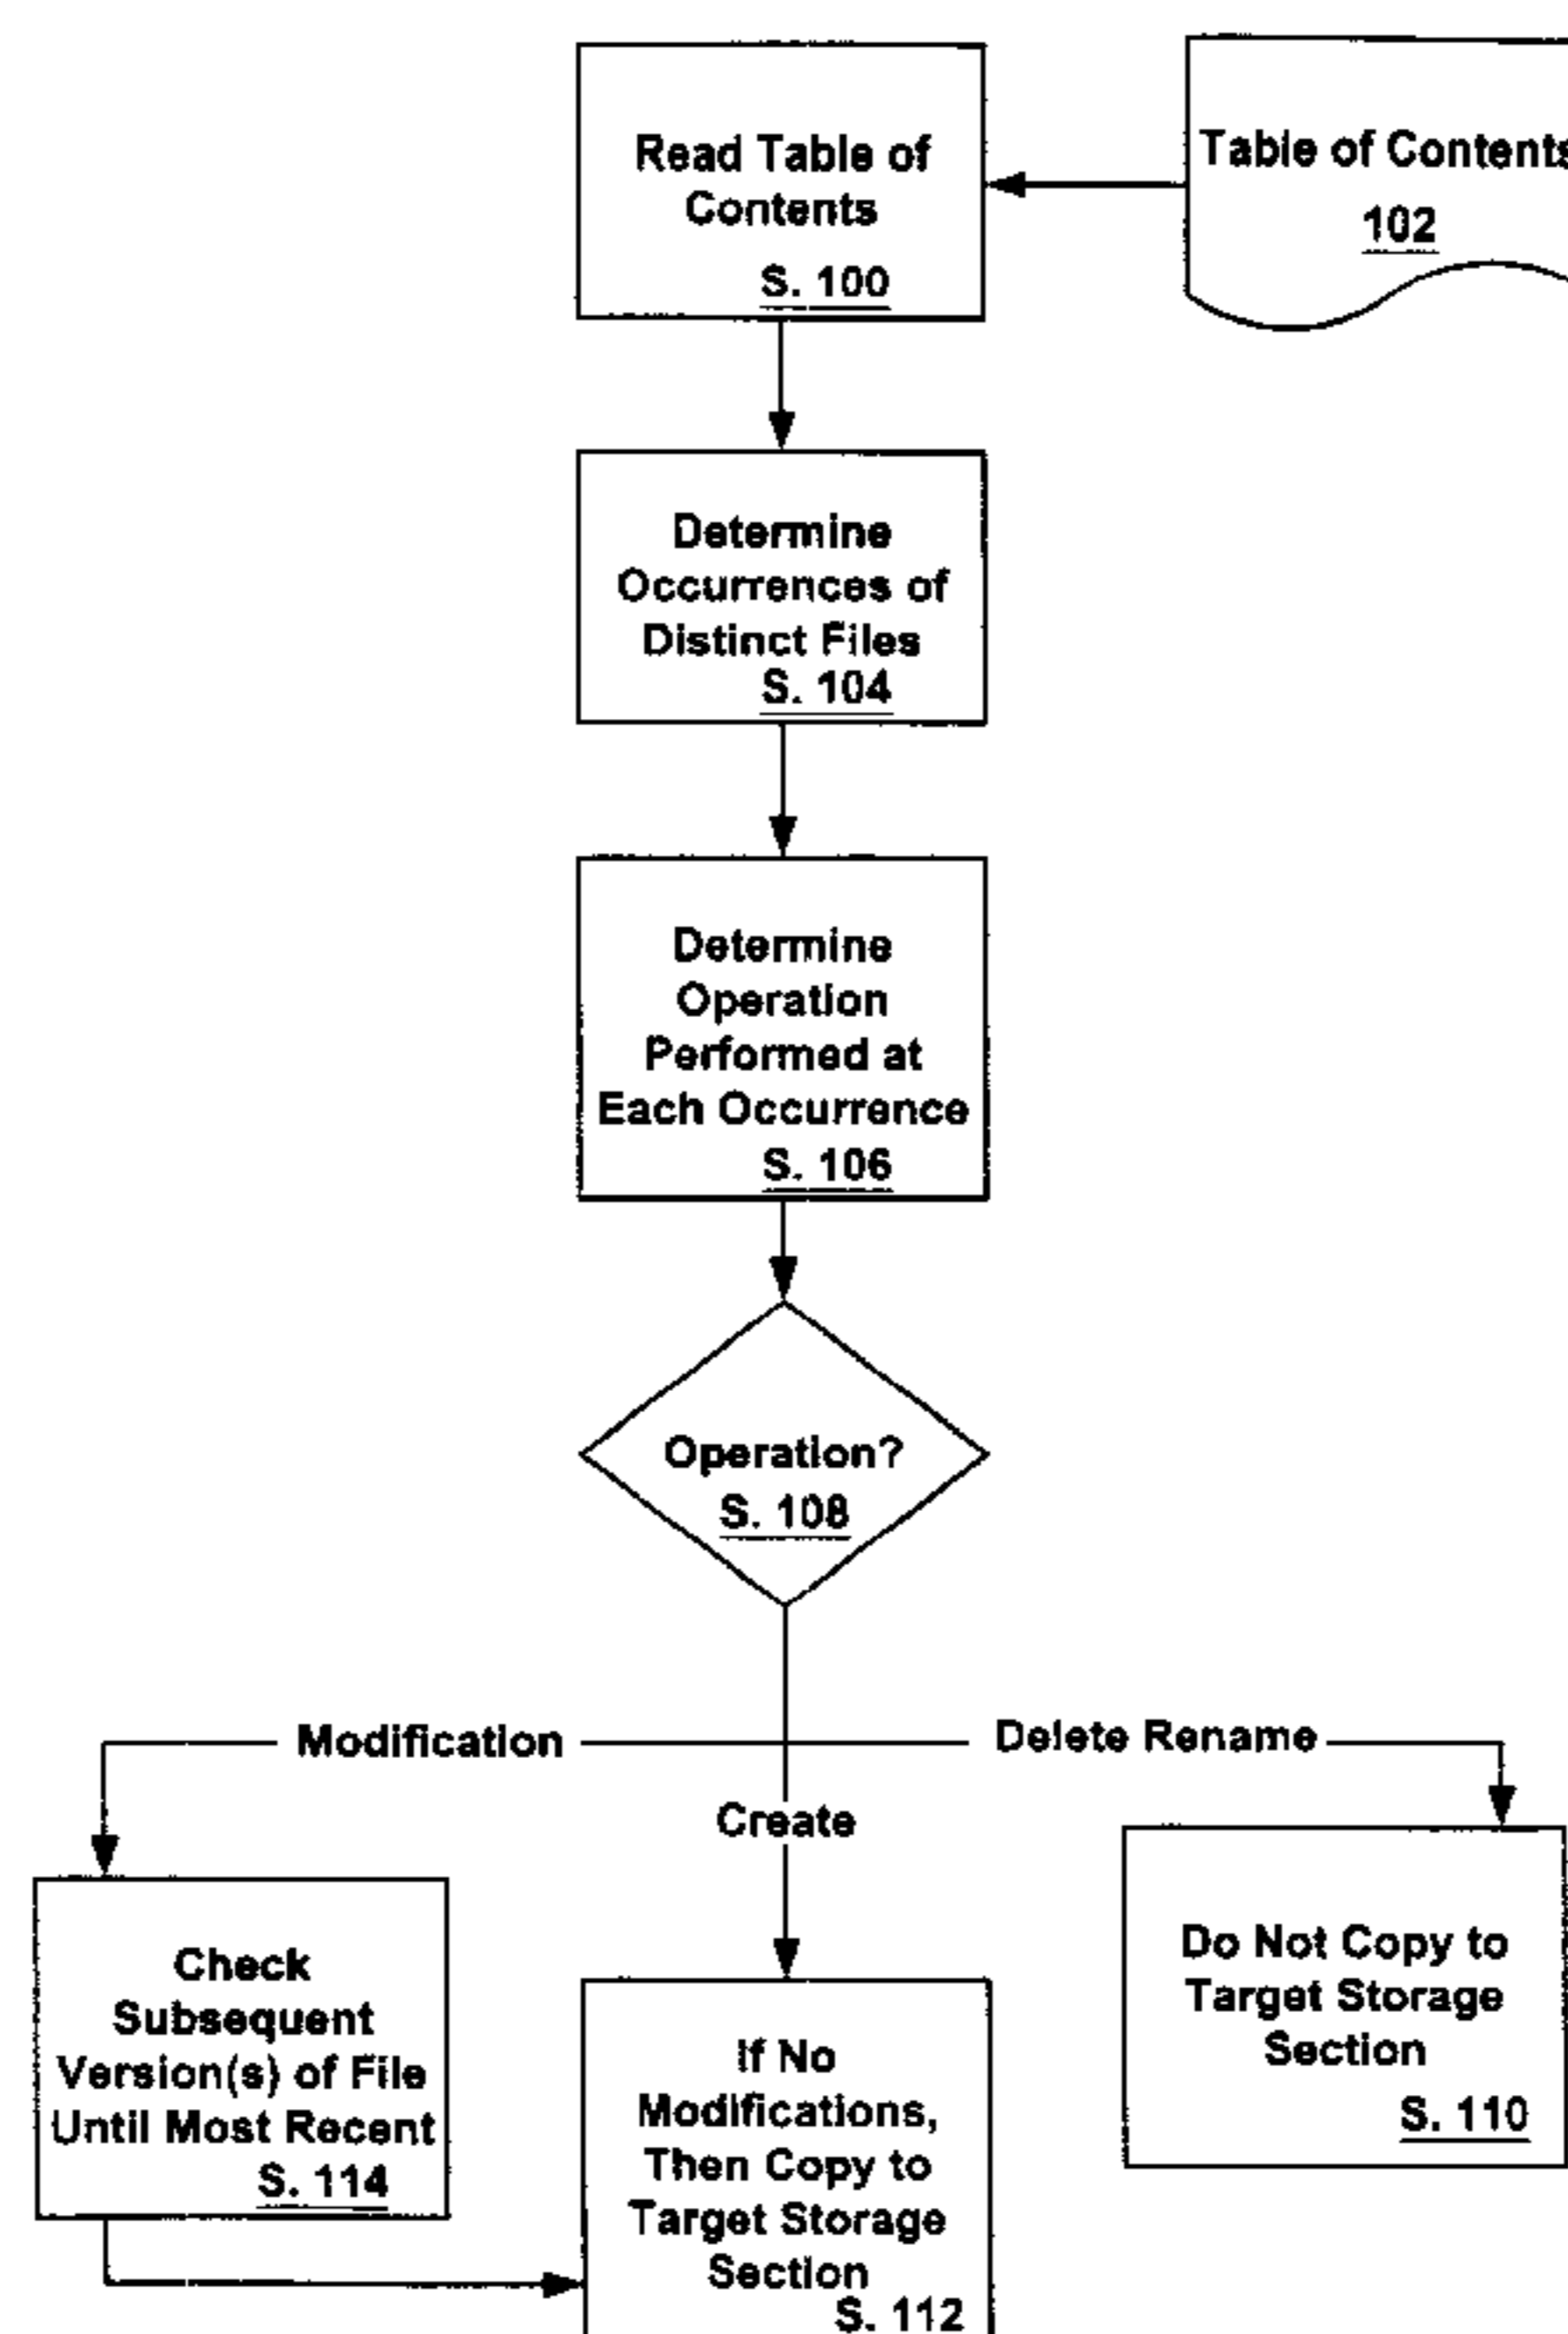 Read Table of
Contents
S. 100
Table of Contents
102
Determine
Occurrences of
Distinct Files
S. 104
Determine
Operation
Performed at
Each Occurrence
S. 106
Operation?
S. 108
Modification
Delete Rename
Create
Check
Subsequent
Version(s) of File
Until Most Recent
S. 114
If No
Modifications,
Then Copy to
Target Storage
Section
S. 112
Do Not Copy to
Target Storage
Section
S. 110